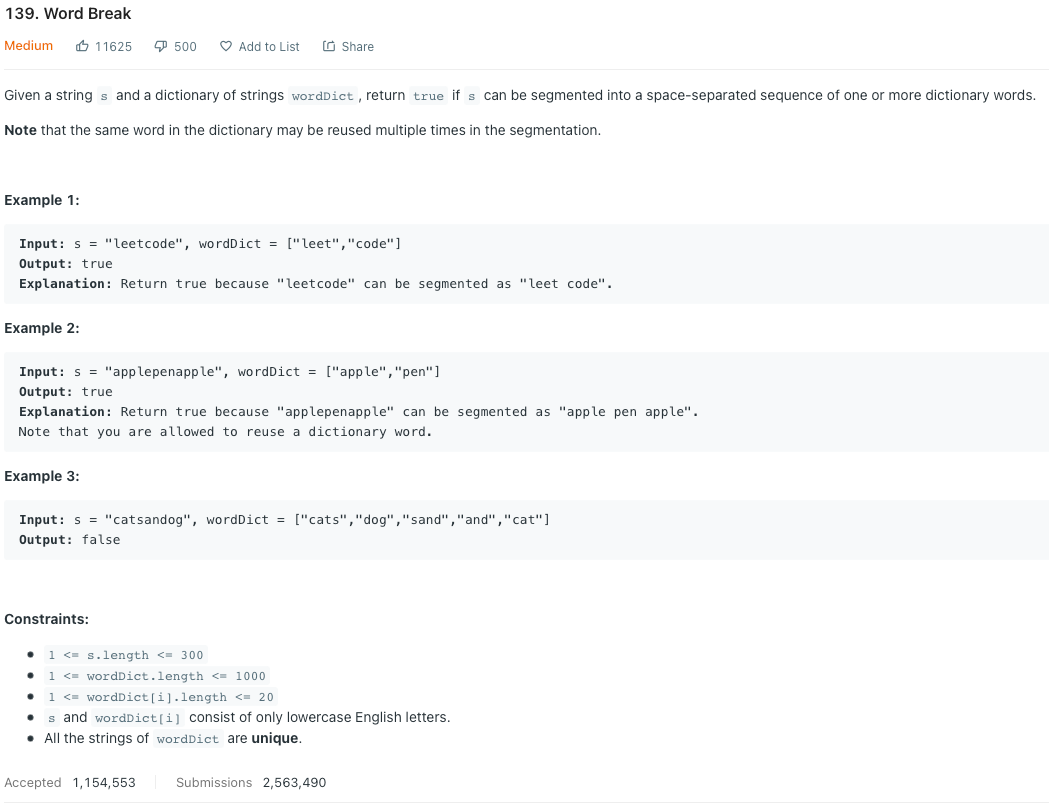 139. Word Break
Medium 11625 500 Add to List Share
Given a string s and a dictionary of strings wordDict, return true if s can be segmented into a space-separated sequence of one or more dictionary words.
Note that the same word in the dictionary may be reused multiple times in the segmentation.
Example 1:
Input: s = "leetcode", wordDict = ["leet","code"]
Output: true
Explanation: Return true because "leetcode" can be segmented as "leet code".
Example 2:
Input: s = "applepenapple", wordDict = ["apple","pen"]
Output: true
Explanation: Return true because "applepenapple" can be segmented as "apple pen apple".
Note that you are allowed to reuse a dictionary word.
Example 3:
Input: s = "catsandog", wordDict = ["cats","dog","sand","and","cat"]
Output: false
Constraints:
• 1 <= s.length <= 300
• 1 <= wordDict.length <= 1000
• 1 <= wordDict[i].length <= 20
• s and wordDict[i] consist of only lowercase English letters.
• All the strings of wordDict are unique.
Accepted 1,154,553 Submissions 2,563,490